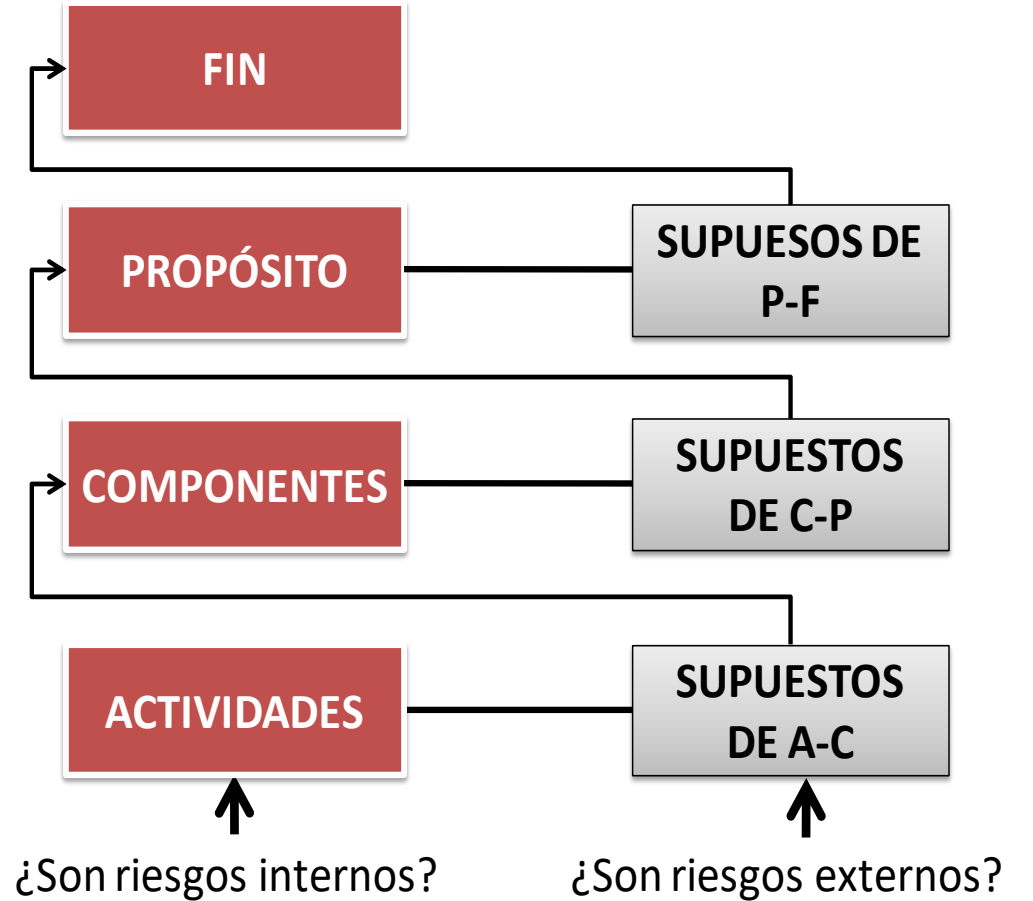 FIN
PROPÓSITO
SUPUESOS DE
P-F
COMPONENTES
SUPUESTOS
DE C-P
ACTIVIDADES
SUPUESTOS
DE A-C
¿Son riesgos internos?
¿Son riesgos externos?